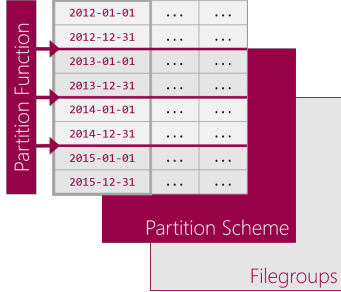 Partition Function
2012-01-01 ... ...
2012-12-31 ... ...
2013-01-01 ... ...
2013-12-31 ... ...
2014-01-01 ... ...
2014-12-31 ... ...
2015-01-01 ... ...
2015-12-31 ... ...
Partition Scheme
Filegroups